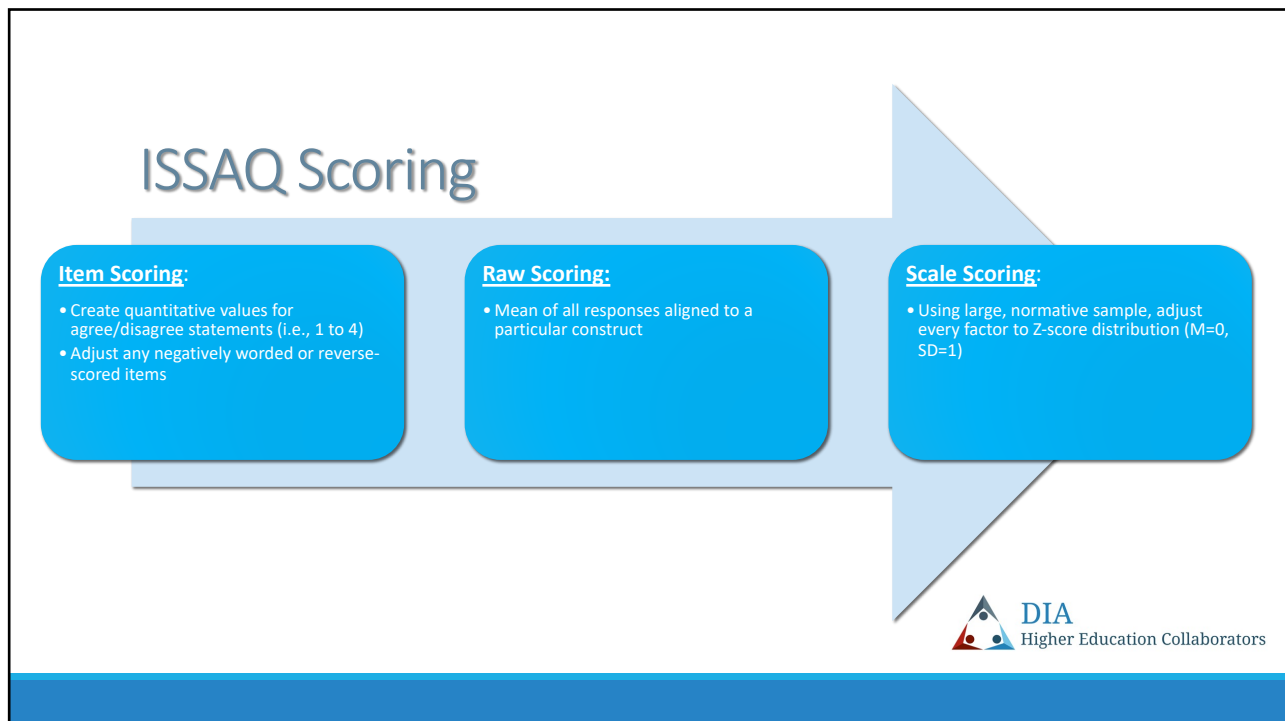 ISSAQ Scoring
Item Scoring:
• Create quantitative values for
agree/disagree statements (i.e., 1 to 4)
• Adjust any negatively worded or reverse-
scored items
Raw Scoring:
• Mean of all responses aligned to a
particular construct
Scale Scoring:
• Using large, normative sample, adjust
every factor to Z-score distribution (M=0,
SD=1)
DIA
Higher Education Collaborators